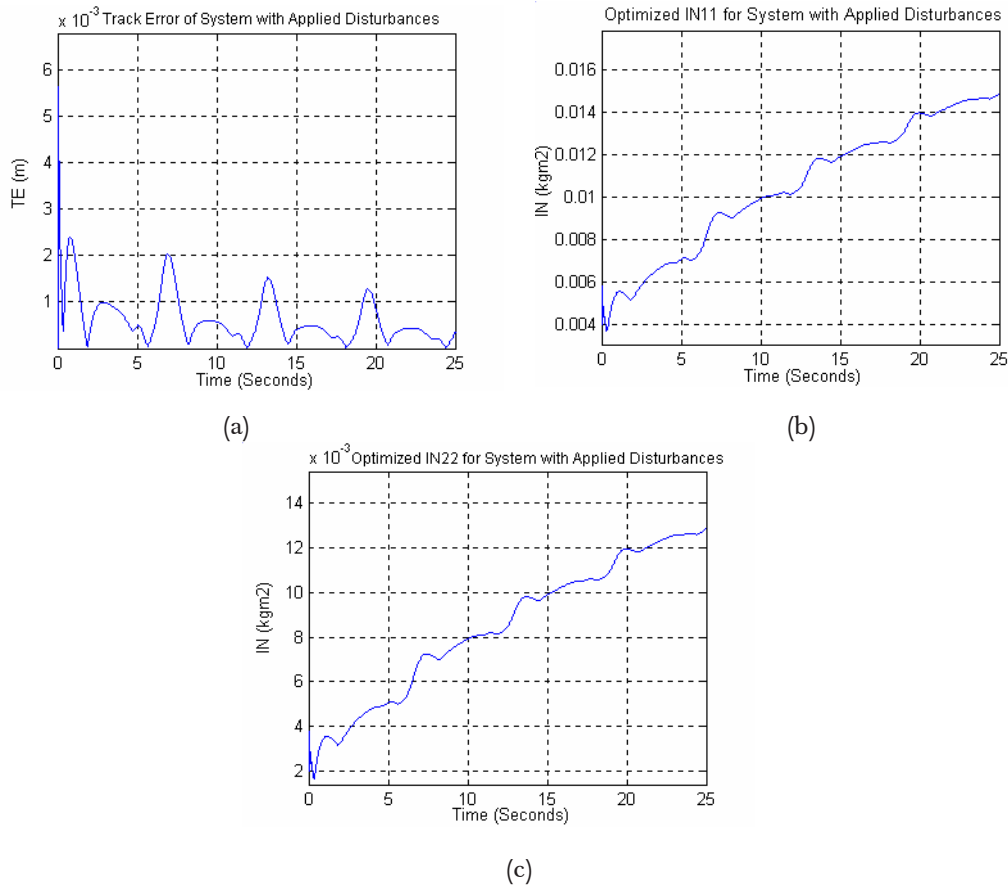 x 10-3 Track Error of System with Applied Disturbances
6
5
4
3
2
1
TE (m)
0 5 10 15 20 25
Time (Seconds)
(a)
Optimized IN11 for System with Applied Disturbances
0.016
0.014
0.012
0.01
0.008
0.006
0.004
IN (kgm2)
0 5 10 15 20 25
Time (Seconds)
(b)
x 10-3 Optimized IN22 for System with Applied Disturbances
14
12
10
8
6
4
2
IN (kgm2)
0 5 10 15 20 25
Time (Seconds)
(c)